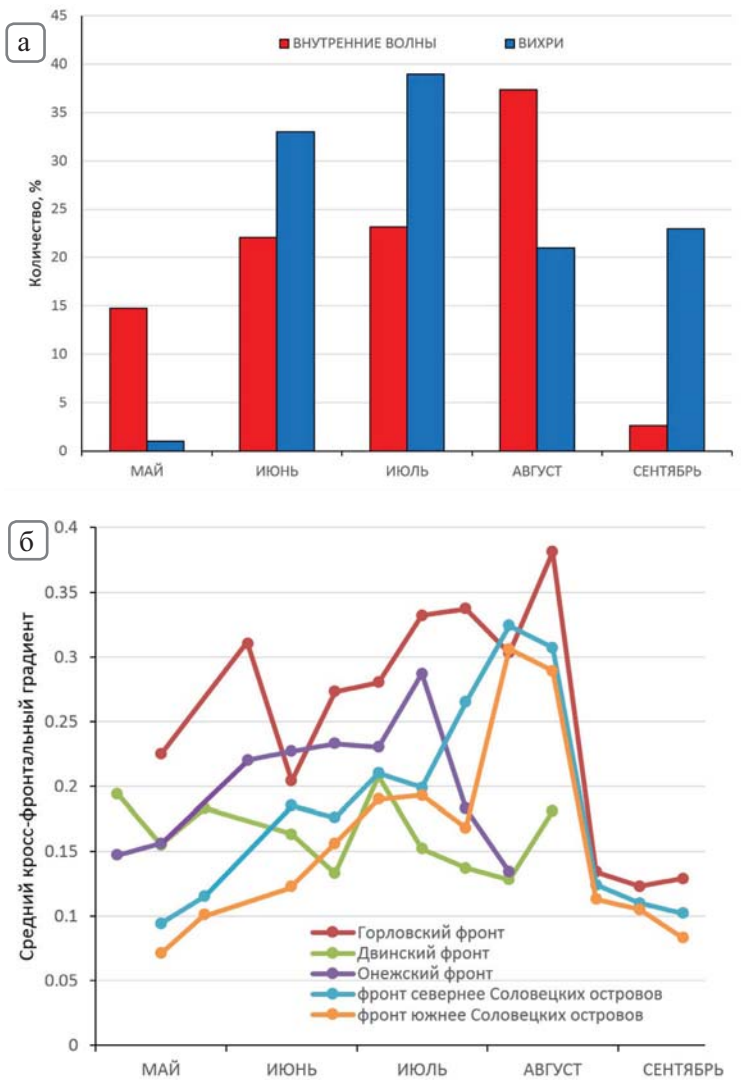 а
ВНУТРЕННИЕ ВОЛНЫ
ВИХРИ
Количество, %
45
40
35
30
25
20
15
10
5
0
МАЙ
ИЮНЬ
ИЮЛЬ
АВГУСТ
СЕНТЯБРЬ
б
Средний кросс-фронтальный градиент
0.4
0.35
0.3
0.25
0.2
0.15
0.1
0.05
0
Горловский фронт
Двинский фронт
Онежский фронт
фронт севернее Соловецких островов
фронт южнее Соловецких островов
МАЙ
ИЮНЬ
ИЮЛЬ
АВГУСТ
СЕНТЯБРЬ